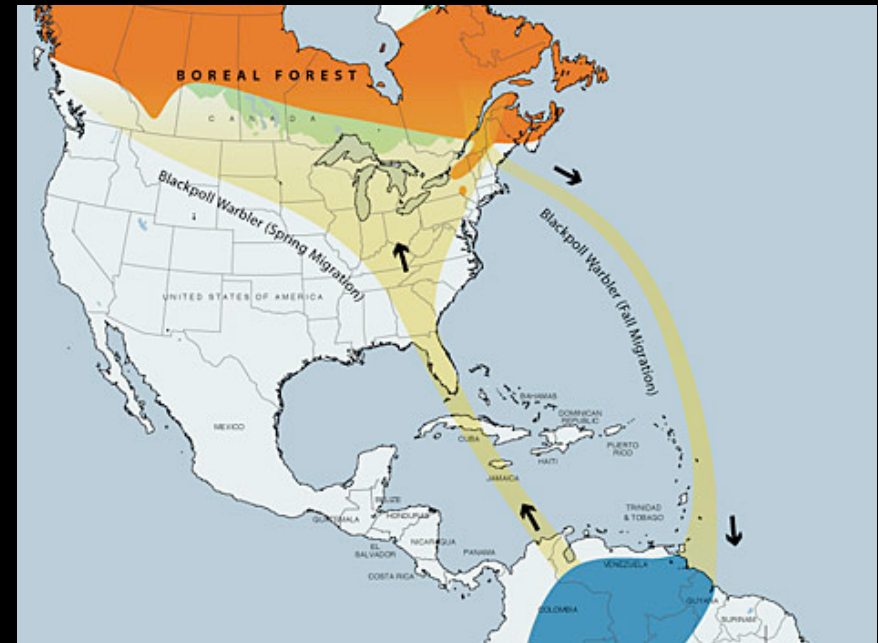 BOREAL FOREST
CANADA
Blackpoll Warbler (Spring Migration)
Blackpoll Warbler (Fall Migration)
UNITED STATES OF AMERICA
MEXICO
BAHAMAS
CUBA
DOMINICAN
REPUBLIC
HAITI
PUERTO
RICO
JAMAICA
BELIZE
GUATEMALA
HONDURAS
EL
SALVADOR
NICARAGUA
COSTA RICA
PANAMA
TRINIDAD
& TOBAGO
VENEZUELA
COLOMBIA
GUYANA
SURINAM